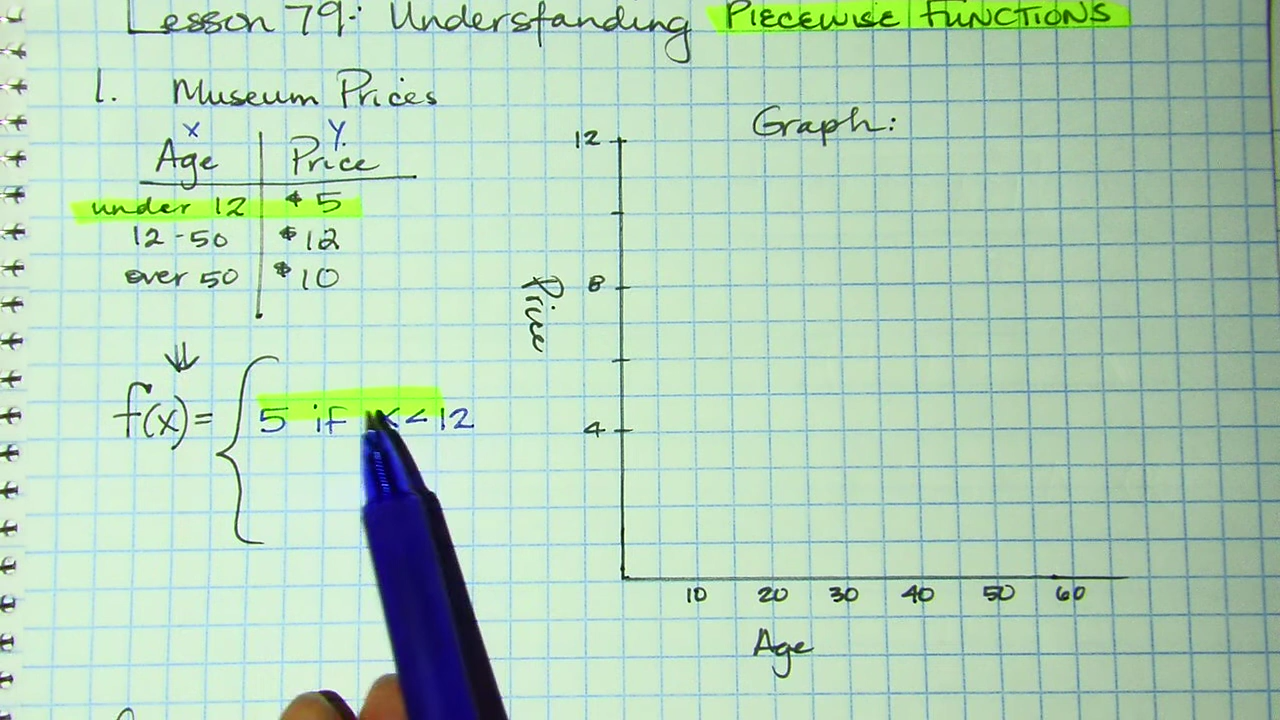 Lesson 79: Understanding PIECEWISE FUNCTIONS
1. Museum Prices
x y
Age Price
under 12 $5
12-50 $12
over 50 $10
f(x)= { 5 if x < 12
Graph:
12
8
4
Price
10 20 30 40 50 60
Age